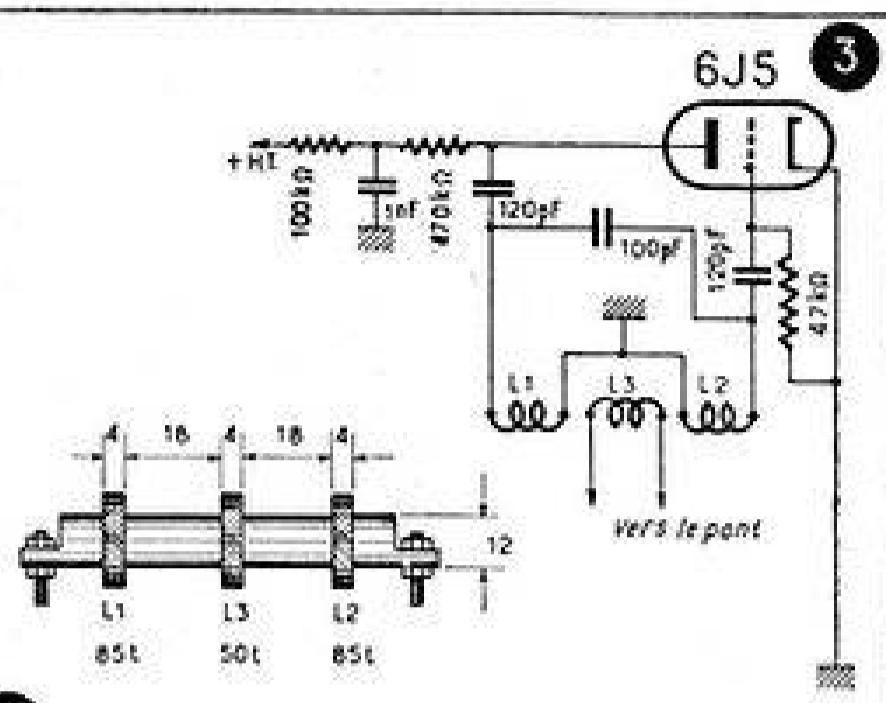 3
6J5
+ HT
100kΩ
1nF
470kΩ
120pF
100pF
120pF
47kΩ
L1
L3
L2
vers le pont
4
18
4
18
4
12
L1
L3
L2
85t
50t
85t